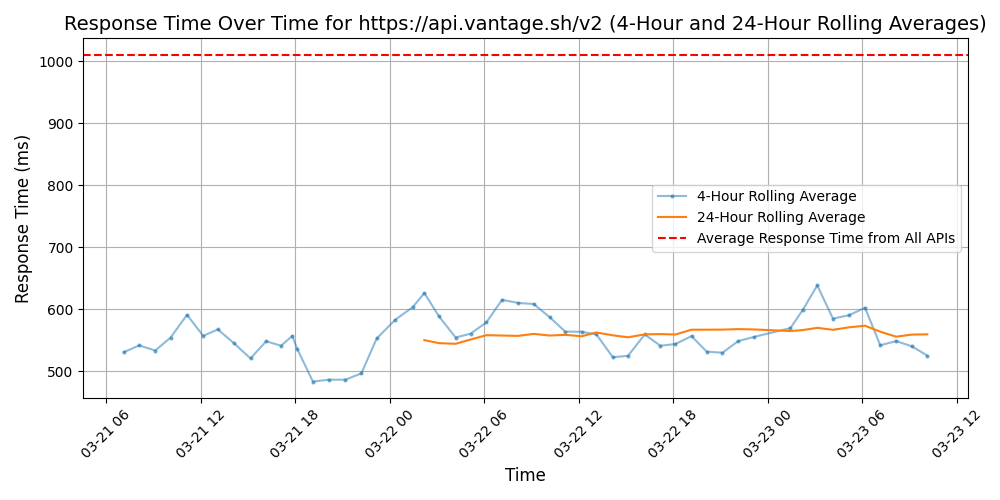 Response Time Over Time for https://api.vantage.sh/v2 (4-Hour and 24-Hour Rolling Averages)
Response Time (ms)
1000
900
800
700
600
500
4-Hour Rolling Average
24-Hour Rolling Average
Average Response Time from All APIs
03-21 06
03-21 12
03-21 18
03-22 00
03-22 06
03-22 12
03-22 18
03-23 00
03-23 06
03-23 12
Time